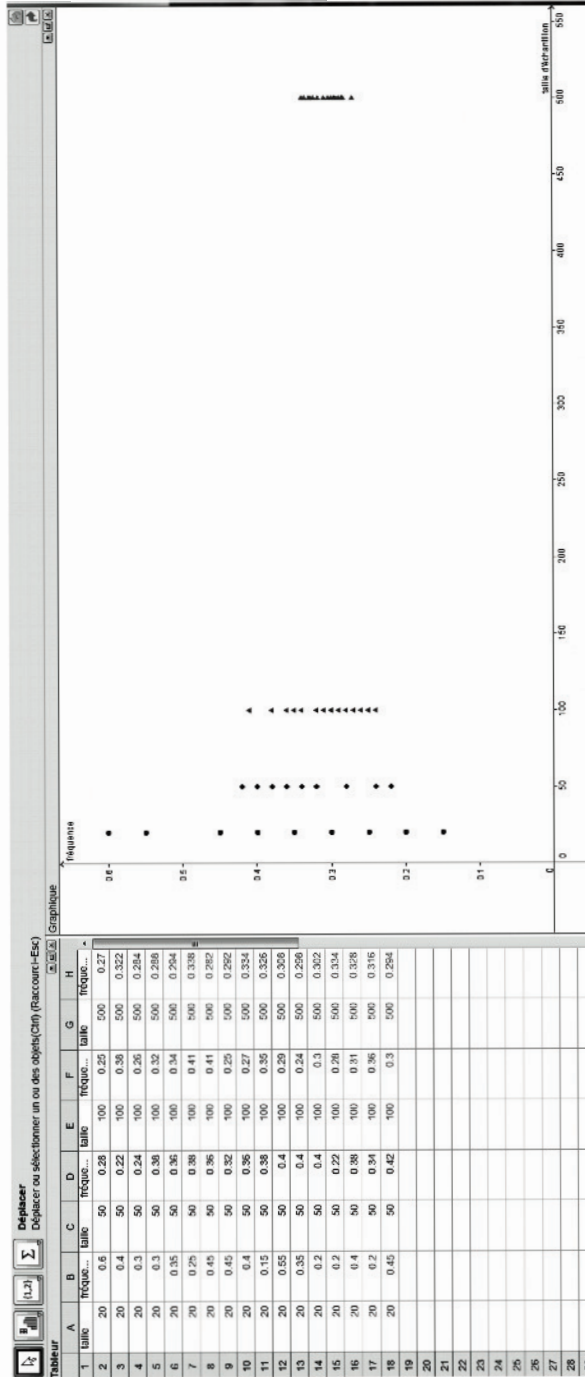 Déplacer
Déplacer ou sélectionner un ou des objets(Ctrl) (Raccourci=Esc)
{1,2} Σ
Tableur
A B C D E F G H
1 taille fréque... taille fréque... taille fréque... taille fréque...
2 20 0.6 50 0.28 100 0.25 500 0.27
3 20 0.4 50 0.22 100 0.38 500 0.322
4 20 0.3 50 0.24 100 0.26 500 0.284
5 20 0.3 50 0.38 100 0.32 500 0.286
6 20 0.35 50 0.36 100 0.34 500 0.294
7 20 0.25 50 0.38 100 0.41 500 0.338
8 20 0.45 50 0.36 100 0.41 500 0.282
9 20 0.45 50 0.32 100 0.25 500 0.292
10 20 0.4 50 0.36 100 0.27 500 0.334
11 20 0.15 50 0.38 100 0.35 500 0.326
12 20 0.55 50 0.4 100 0.29 500 0.306
13 20 0.35 50 0.4 100 0.24 500 0.296
14 20 0.2 50 0.4 100 0.3 500 0.302
15 20 0.2 50 0.22 100 0.28 500 0.334
16 20 0.4 50 0.38 100 0.31 500 0.328
17 20 0.2 50 0.34 100 0.36 500 0.316
18 20 0.45 50 0.42 100 0.3 500 0.294
19
20
21
22
23
24
25
26
27
28
Graphique
fréquence
0.6
0.5
0.4
0.3
0.2
0.1
0
0 50 100 150 200 250 300 350 400 450 500 550
taille d'échantillon